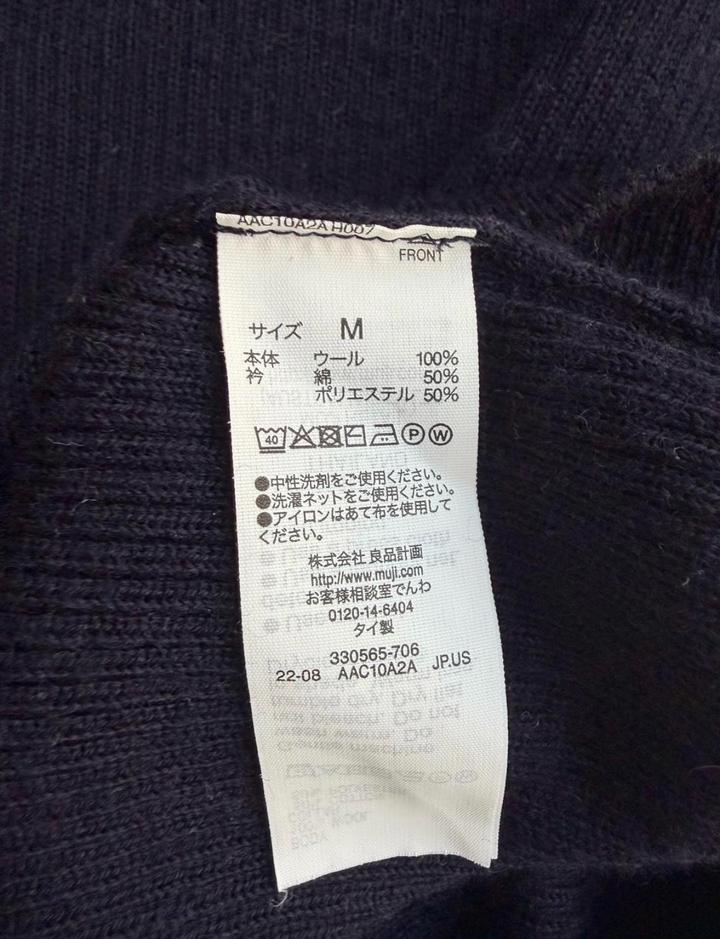 AAC10A2A H007
FRONT
サイズ M
本体 ウール 100%
衿 綿 50%
ポリエステル 50%
40 P W
●中性洗剤をご使用ください。
●洗濯ネットをご使用ください。
●アイロンはあて布を使用して
ください。
株式会社 良品計画
http://www.muji.com
お客様相談室でんわ
0120-14-6404
タイ製
330565-706
22-08 AAC10A2A JP.US